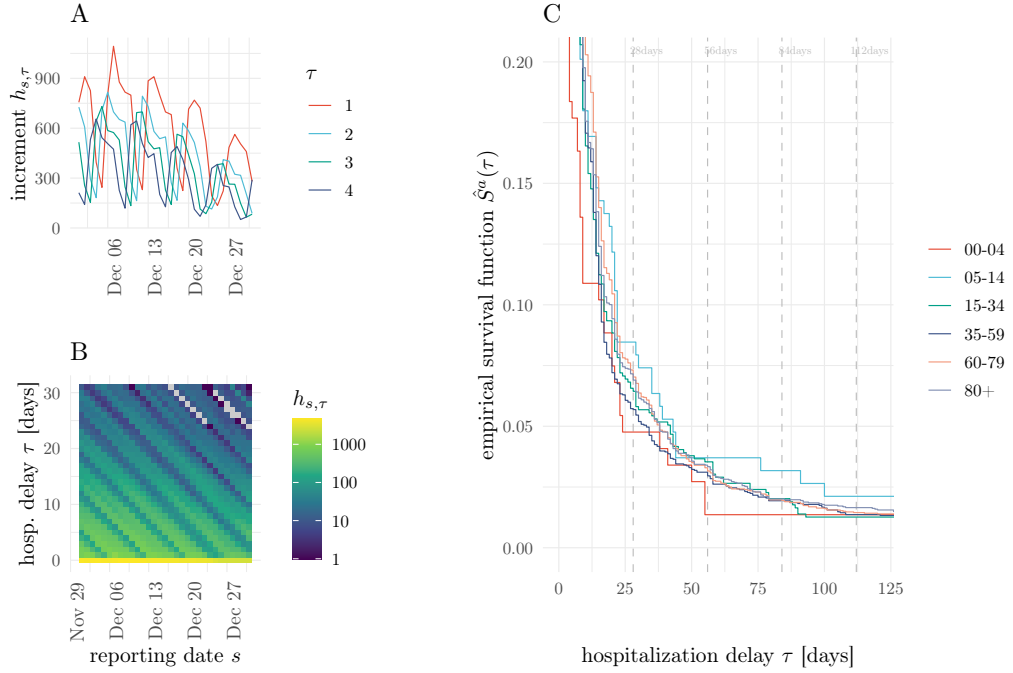 A
increment h_{s,τ}
900
600
300
0
Dec 06
Dec 13
Dec 20
Dec 27
τ
1
2
3
4
B
hosp. delay τ [days]
30
20
10
0
Nov 29
Dec 06
Dec 13
Dec 20
Dec 27
reporting date s
h_{s,τ}
1000
100
10
1
C
empirical survival function Ŝ^a(τ)
0.20
0.15
0.10
0.05
0.00
28days
56days
84days
112days
0
25
50
75
100
125
hospitalization delay τ [days]
00-04
05-14
15-34
35-59
60-79
80+